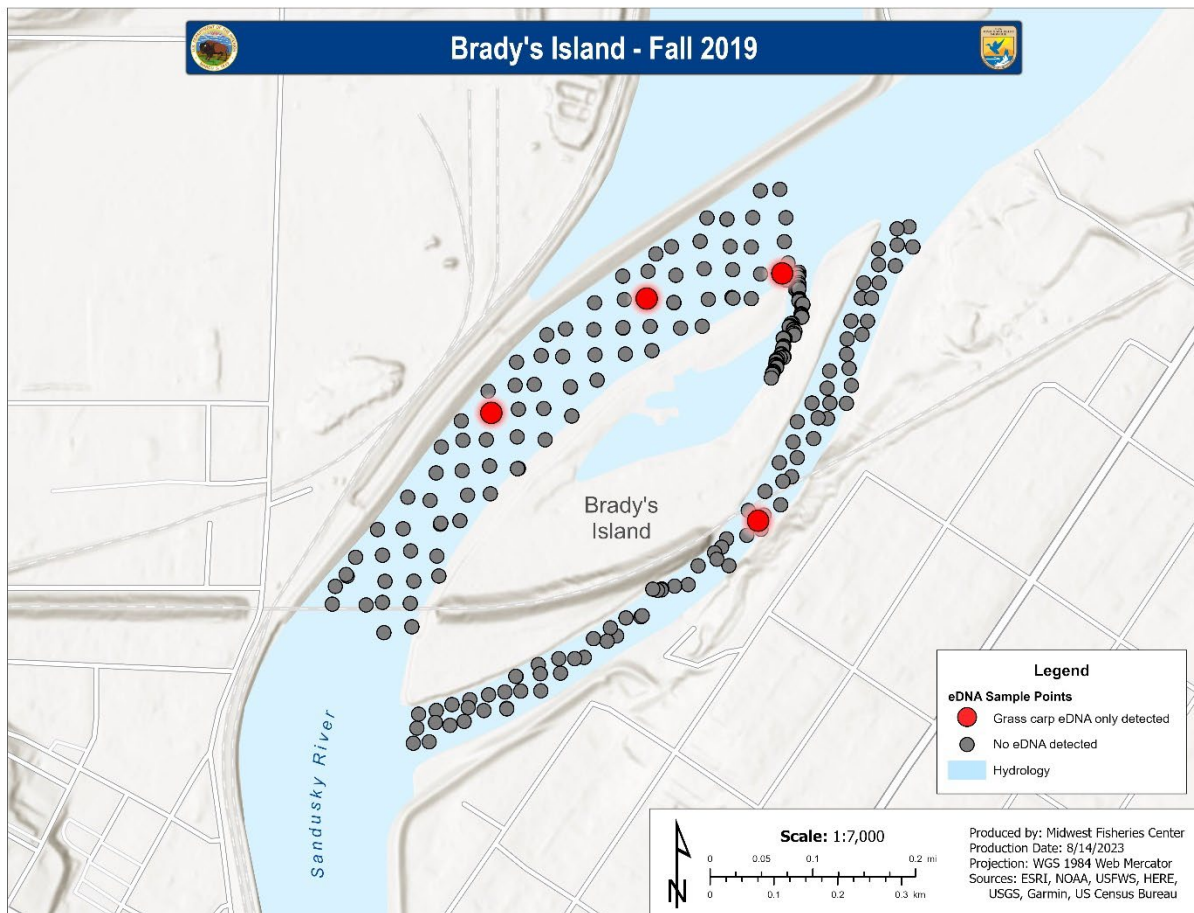 Brady's Island - Fall 2019
Brady's
Island
Sandusky River
Legend
eDNA Sample Points
Grass carp eDNA only detected
No eDNA detected
Hydrology
N
Scale: 1:7,000
0 0.05 0.1 0.2 mi
0 0.1 0.2 0.3 km
Produced by: Midwest Fisheries Center
Production Date: 8/14/2023
Projection: WGS 1984 Web Mercator
Sources: ESRI, NOAA, USFWS, HERE,
USGS, Garmin, US Census Bureau